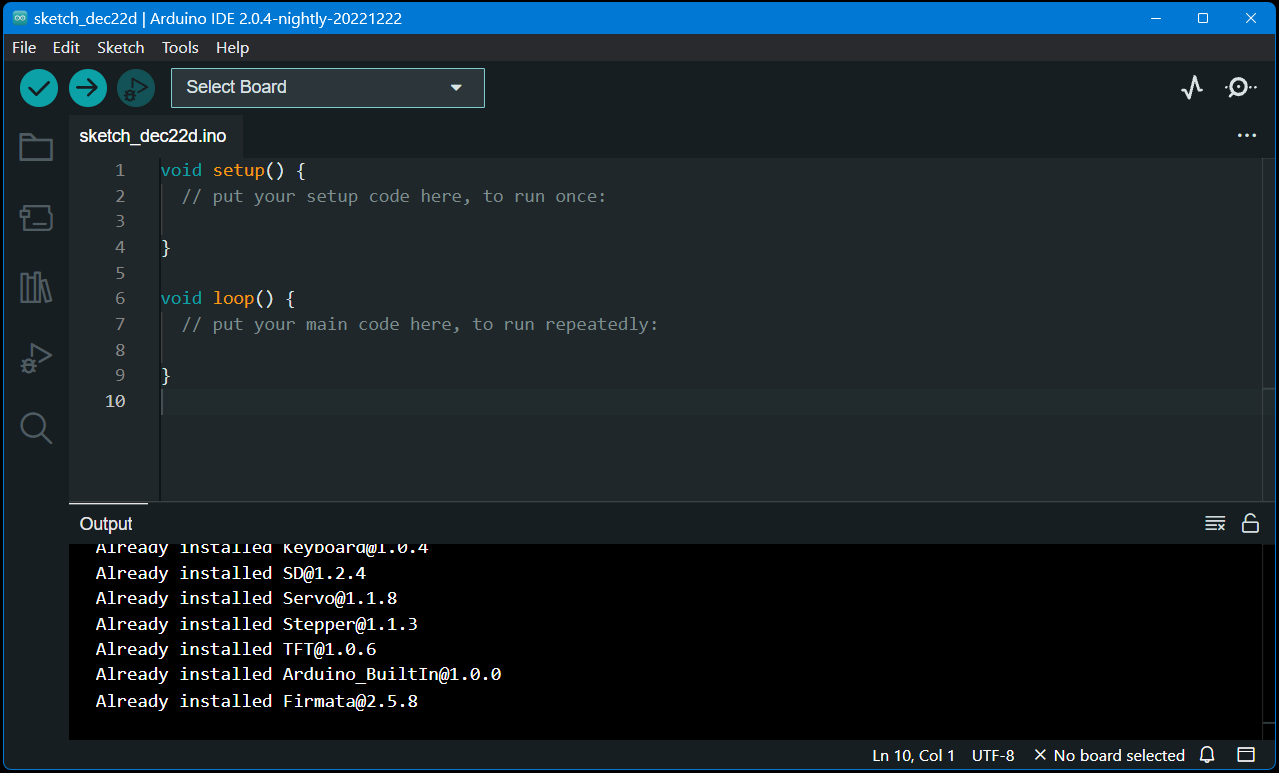 sketch_dec22d | Arduino IDE 2.0.4-nightly-20221222
File Edit Sketch Tools Help
Select Board
sketch_dec22d.ino
1 void setup() {
2 // put your setup code here, to run once:
3
4 }
5
6 void loop() {
7 // put your main code here, to run repeatedly:
8
9 }
10
Output
Already installed Keyboard@1.0.4
Already installed SD@1.2.4
Already installed Servo@1.1.8
Already installed Stepper@1.1.3
Already installed TFT@1.0.6
Already installed Arduino_BuiltIn@1.0.0
Already installed Firmata@2.5.8
Ln 10, Col 1 UTF-8 No board selected